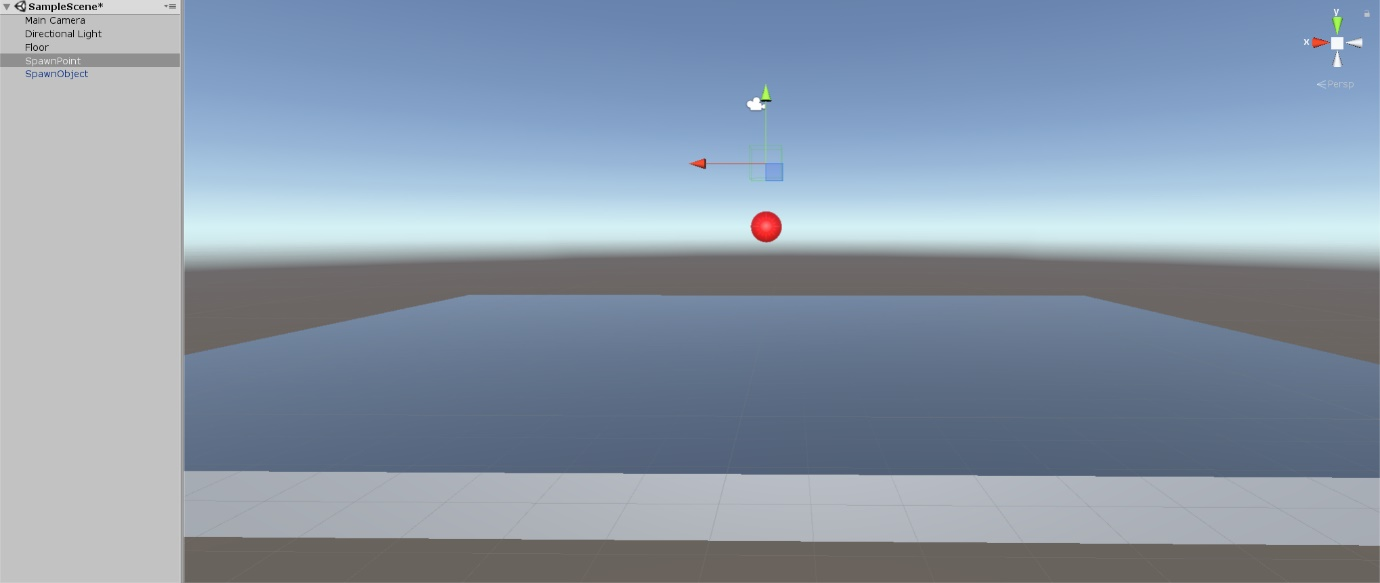 SampleScene*
Main Camera
Directional Light
Floor
SpawnPoint
SpawnObject
y
x
Persp